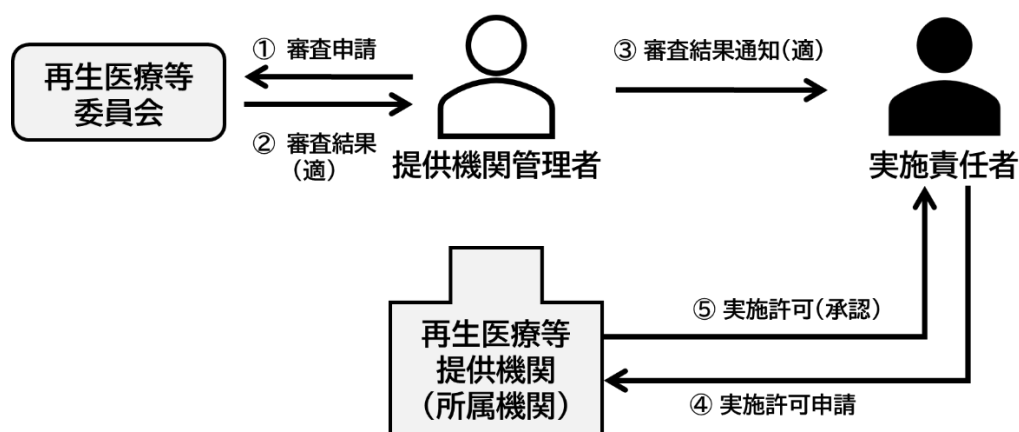 ① 審査申請
再生医療等
委員会
② 審査結果
(適)
提供機関管理者
③ 審査結果通知(適)
実施責任者
⑤ 実施許可(承認)
再生医療等
提供機関
(所属機関)
④ 実施許可申請